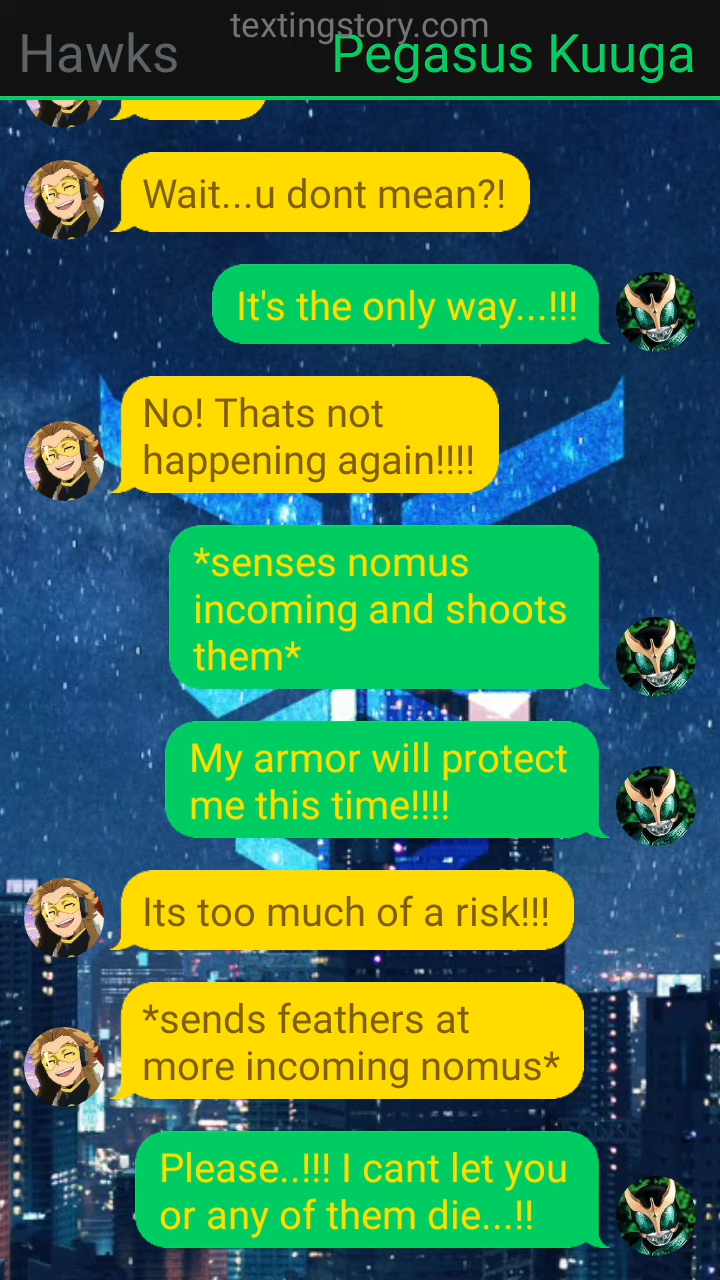 textingstory.com
Hawks
Pegasus Kuuga
Wait...u dont mean?!
It's the only way...!!!
No! Thats not
happening again!!!!
*senses nomus
incoming and shoots
them*
My armor will protect
me this time!!!!
Its too much of a risk!!!
*sends feathers at
more incoming nomus*
Please..!!! I cant let you
or any of them die...!!